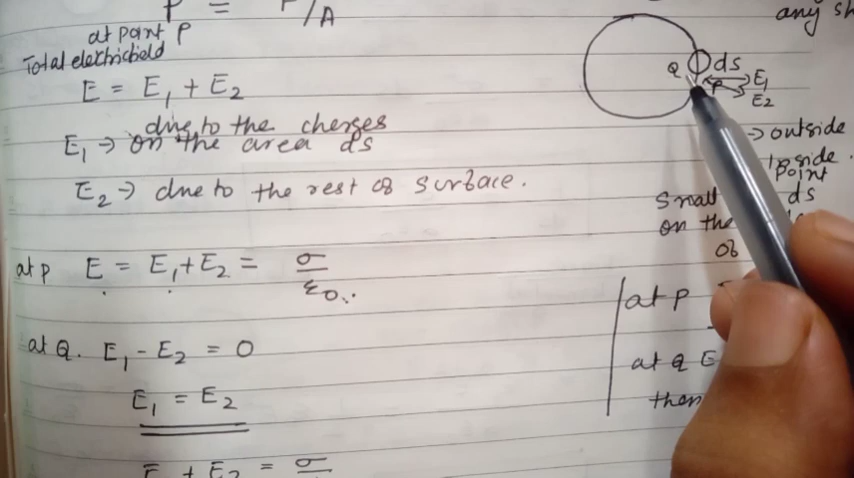 P = F/A
at point P
Total electricfield
E = E₁ + E₂
due to the charges
E₁ → on the area ds
E₂ → due to the rest of surface.
at P E = E₁ + E₂ = σ/ε₀
at Q. E₁ - E₂ = 0
E₁ = E₂
E₁ + E₂ = σ
any sh
Q ds
P E₁
E₂
→ outside
Inside
point
Small ds
on the
of
at P
at Q E
then